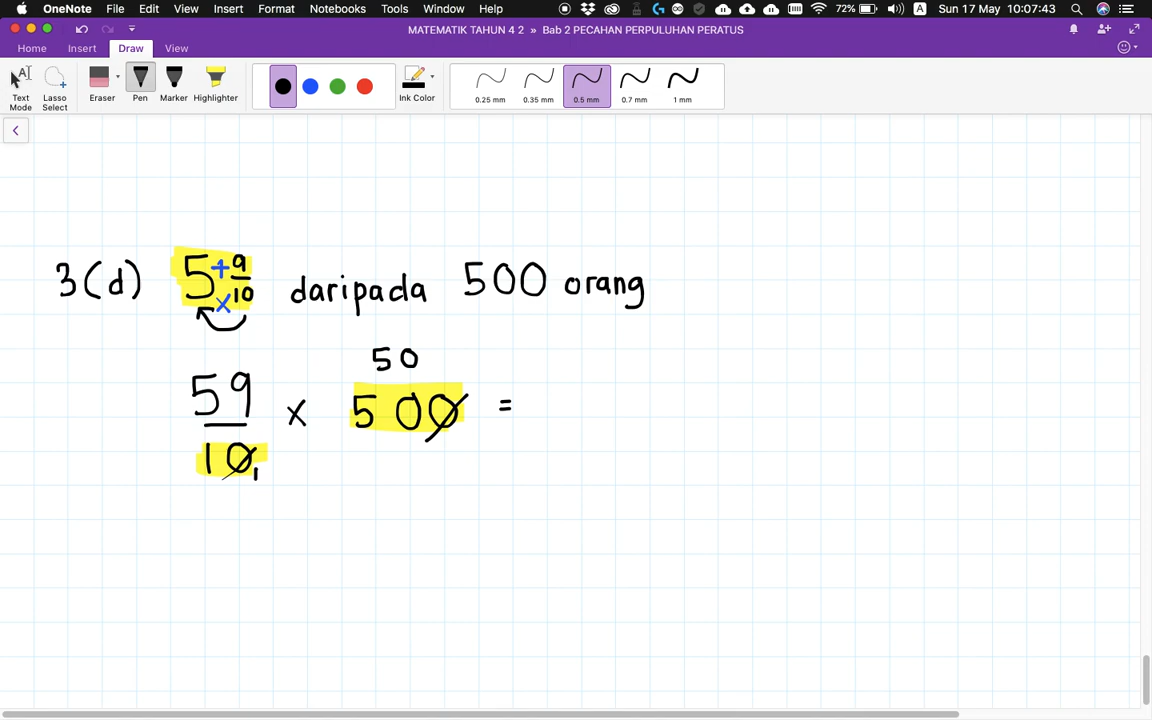 OneNote File Edit View Insert Format Notebooks Tools Window Help 72% A Sun 17 May 10:07:43
MATEMATIK TAHUN 4 2 » Bab 2 PECAHAN PERPULUHAN PERATUS
Home Insert Draw View
Text Mode Lasso Select Eraser Pen Marker Highlighter Ink Color 0.25 mm 0.35 mm 0.5 mm 0.7 mm 1 mm
3(d) 5 + 9/10 × daripada 500 orang
50
59/10 × 500 =
1